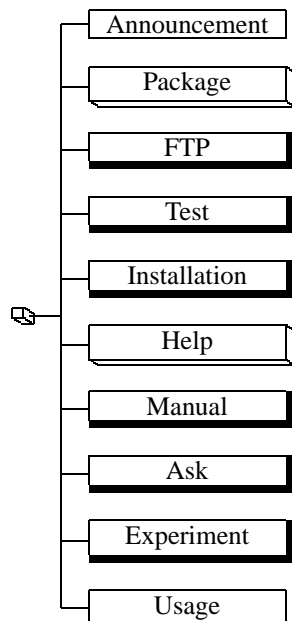 Announcement
Package
FTP
Test
Installation
Help
Manual
Ask
Experiment
Usage